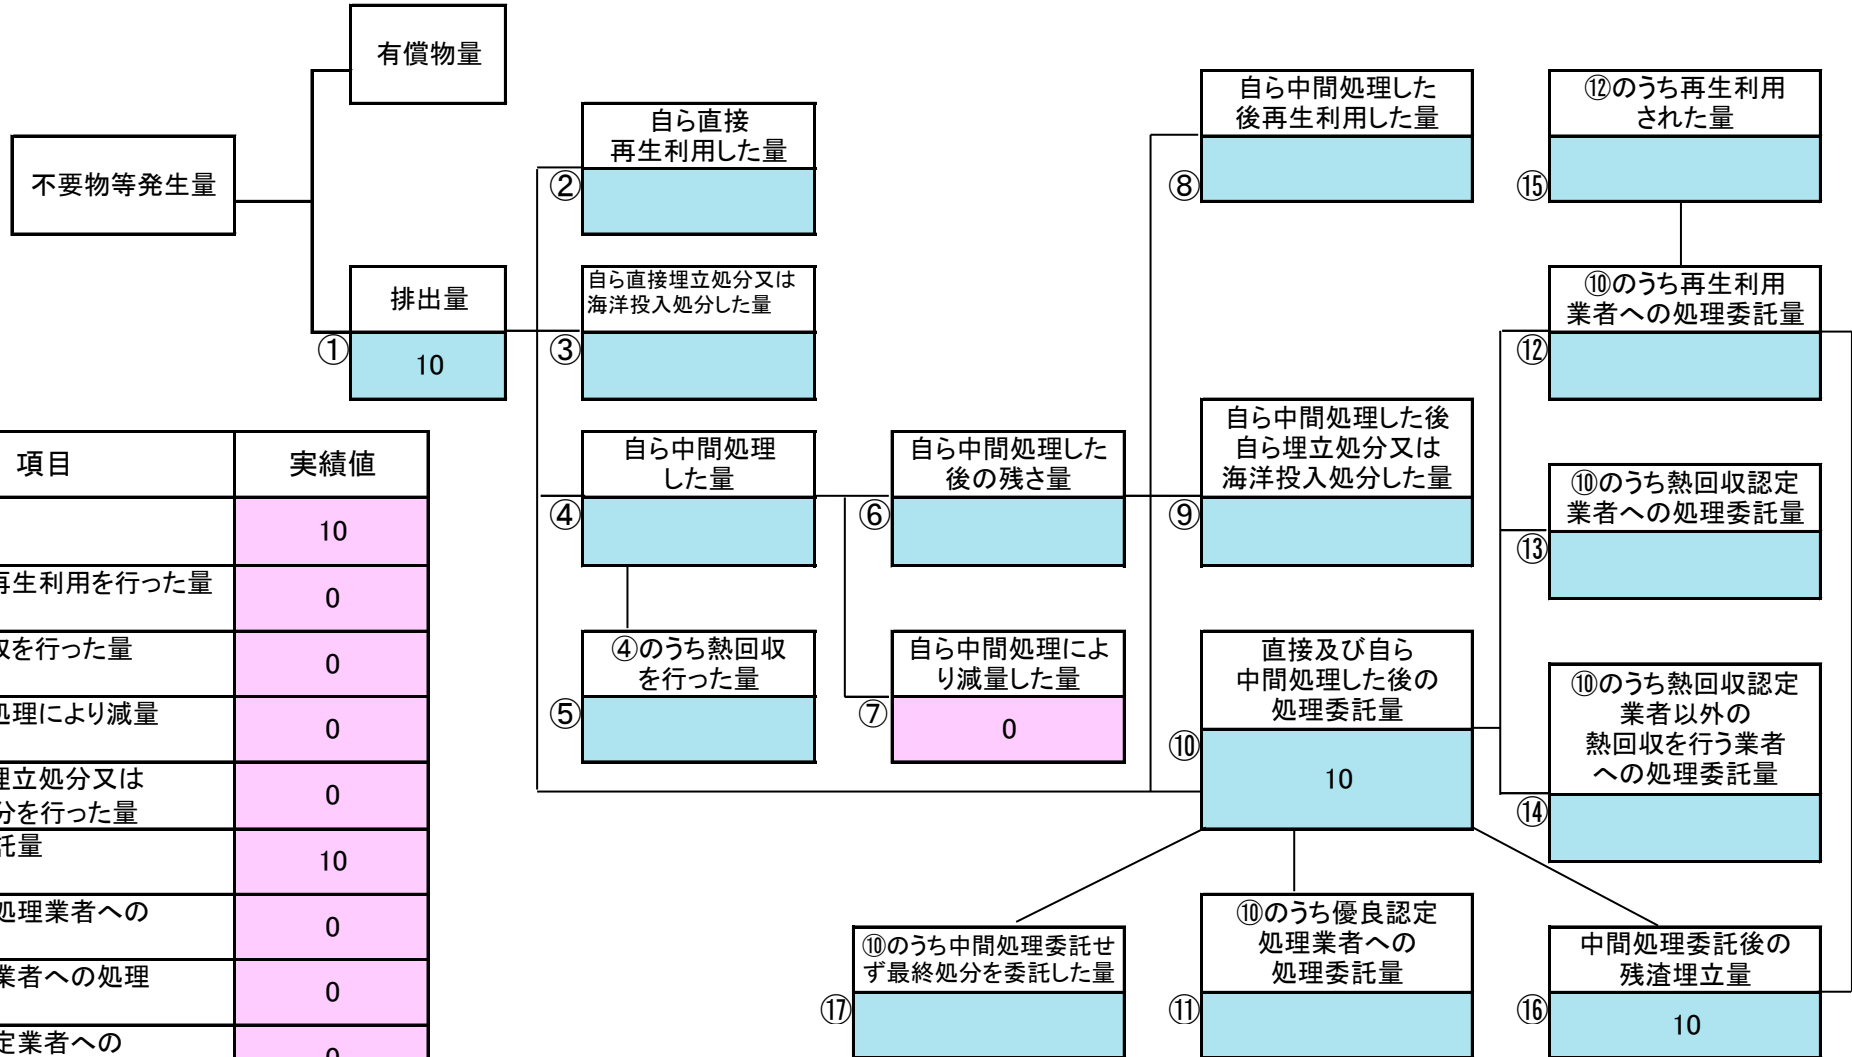 有償物量
不要物等発生量
排出量
①
10
自ら直接
再生利用した量
②
自ら直接埋立処分又は
海洋投入処分した量
③
自ら中間処理
した量
④
④のうち熱回収
を行った量
⑤
自ら中間処理した
後の残さ量
⑥
自ら中間処理によ
り減量した量
⑦
0
自ら中間処理した
後再生利用した量
⑧
自ら中間処理した後
自ら埋立処分又は
海洋投入処分した量
⑨
直接及び自ら
中間処理した後の
処理委託量
⑩
10
⑫のうち再生利用
された量
⑮
⑩のうち再生利用
業者への処理委託量
⑫
⑩のうち熱回収認定
業者への処理委託量
⑬
⑩のうち熱回収認定
業者以外の
熱回収を行う業者
への処理委託量
⑭
⑩のうち中間処理委託せ
ず最終処分を委託した量
⑰
⑩のうち優良認定
処理業者への
処理委託量
⑪
中間処理委託後の
残渣埋立量
⑯
10
項目 実績値
10
再生利用を行った量 0
を行った量 0
処理により減量 0
埋立処分又は
分を行った量 0
託量 10
処理業者への 0
業者への処理 0
定業者への